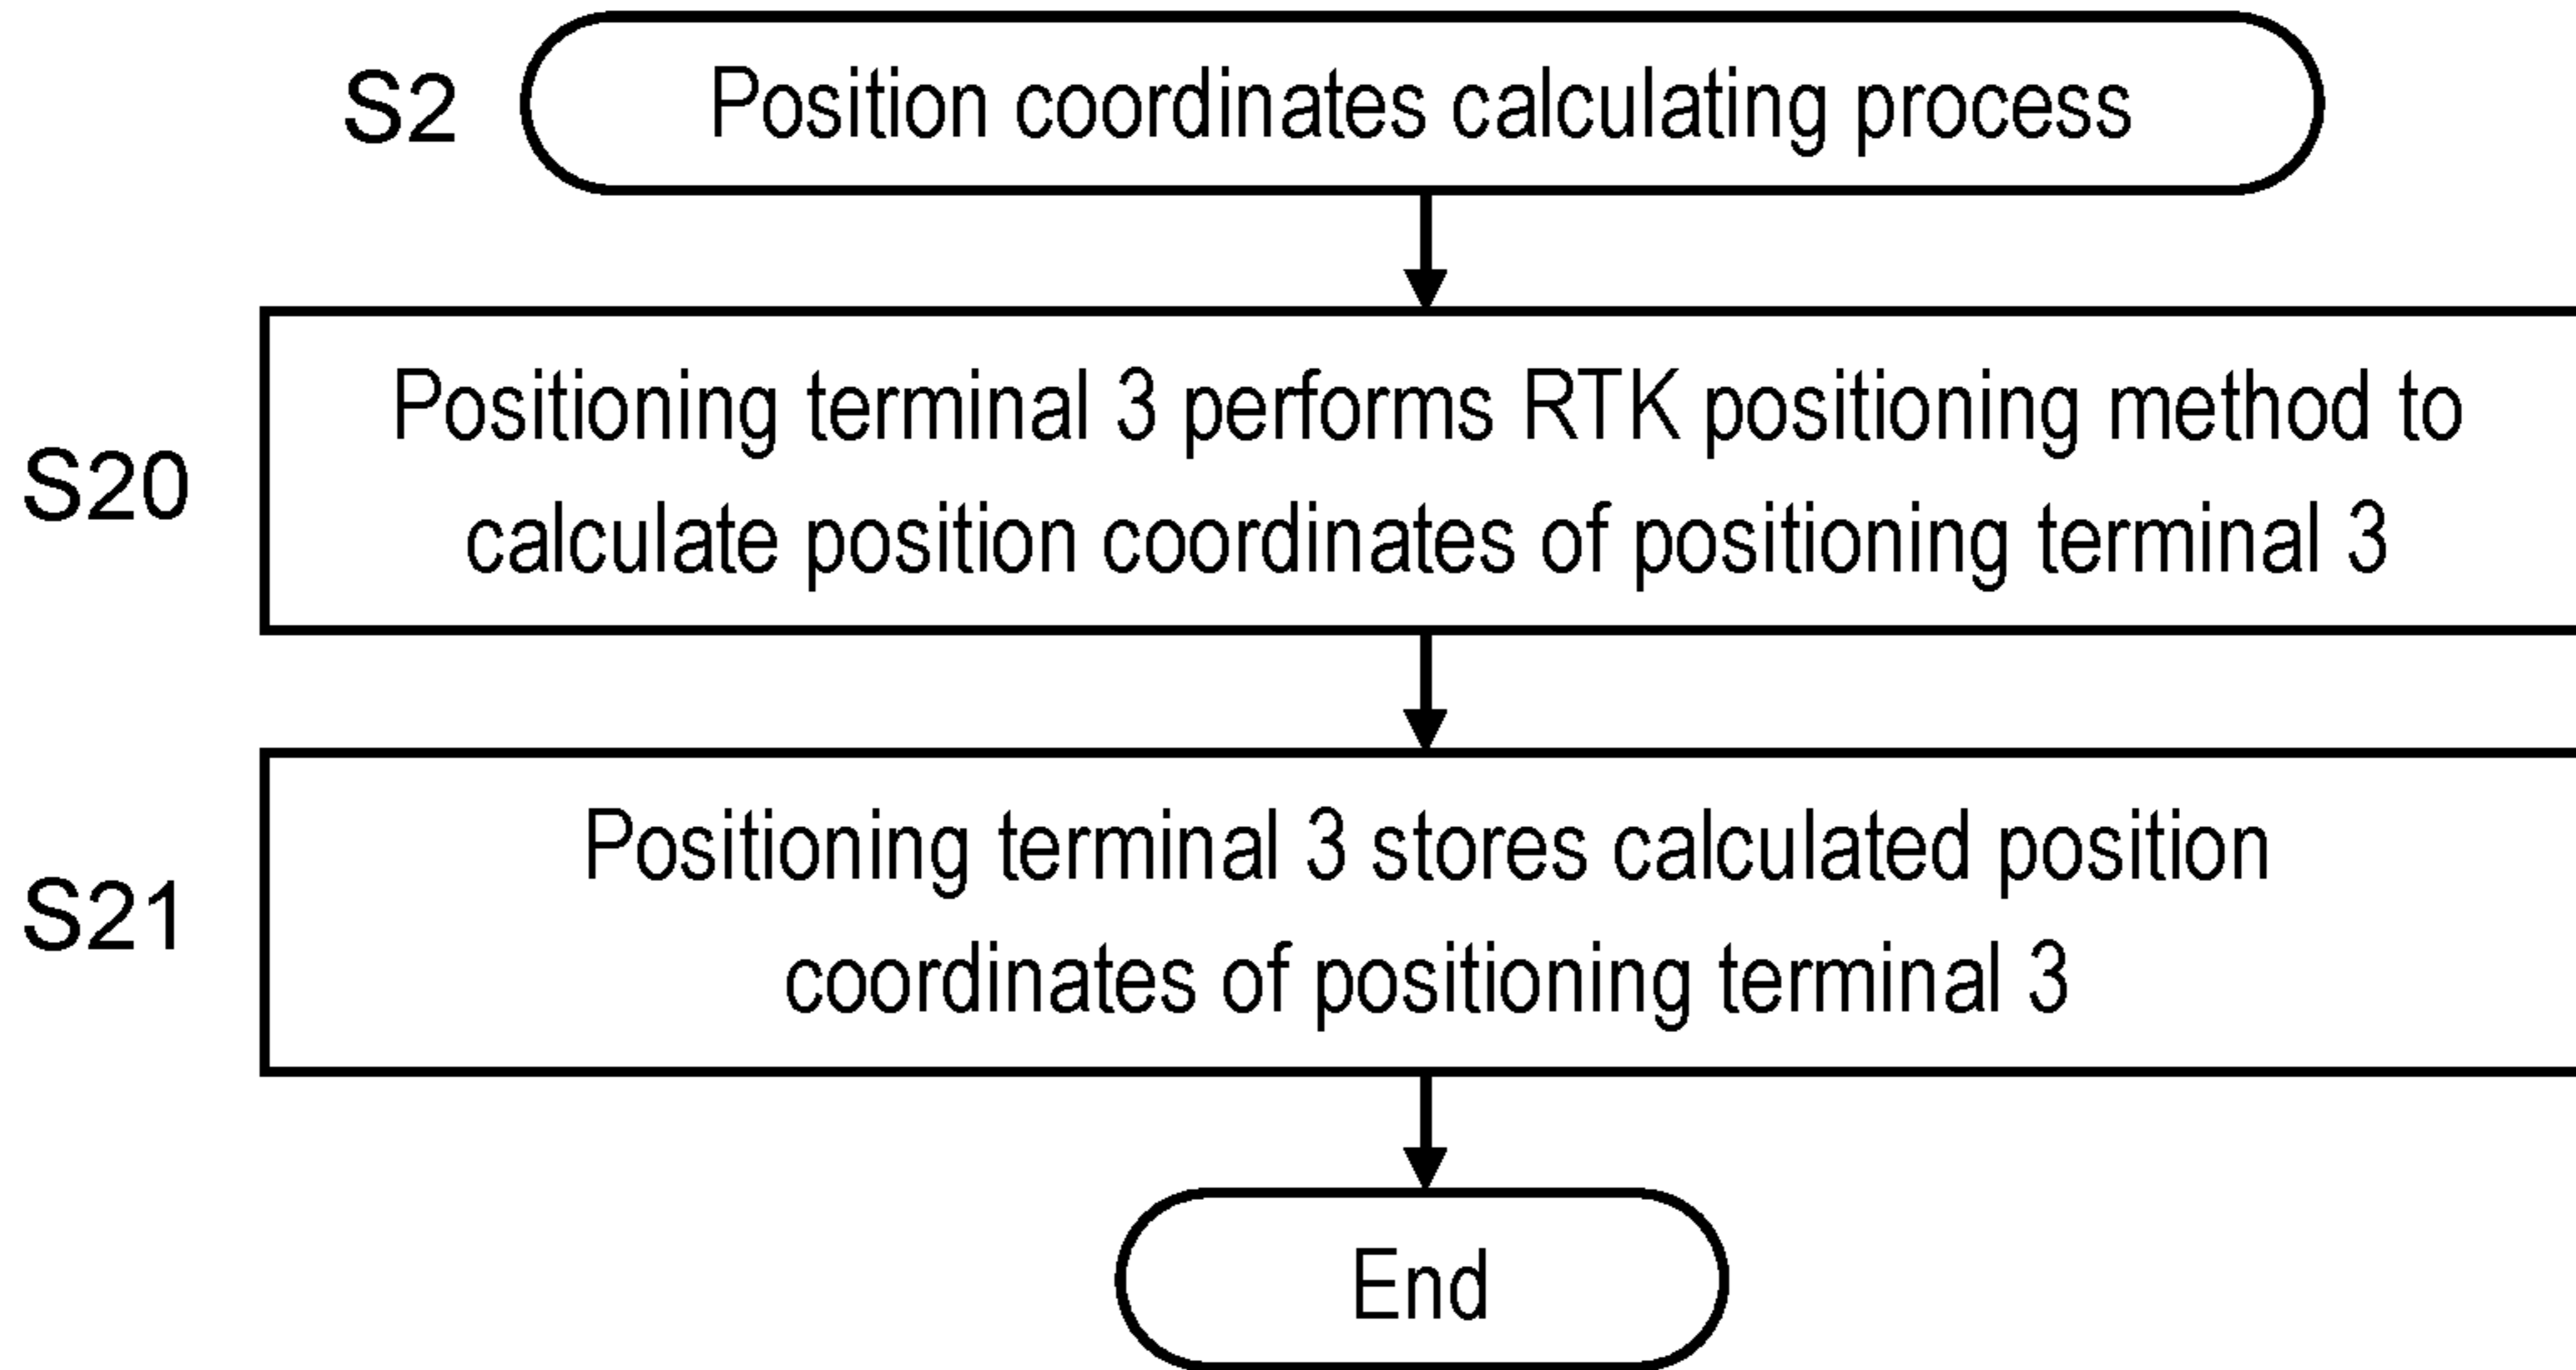 S2 Position coordinates calculating process
Positioning terminal 3 performs RTK positioning method to
S20
calculate position coordinates of positioning terminal 3
Positioning terminal 3 stores calculated position
S21
coordinates of positioning terminal 3
End